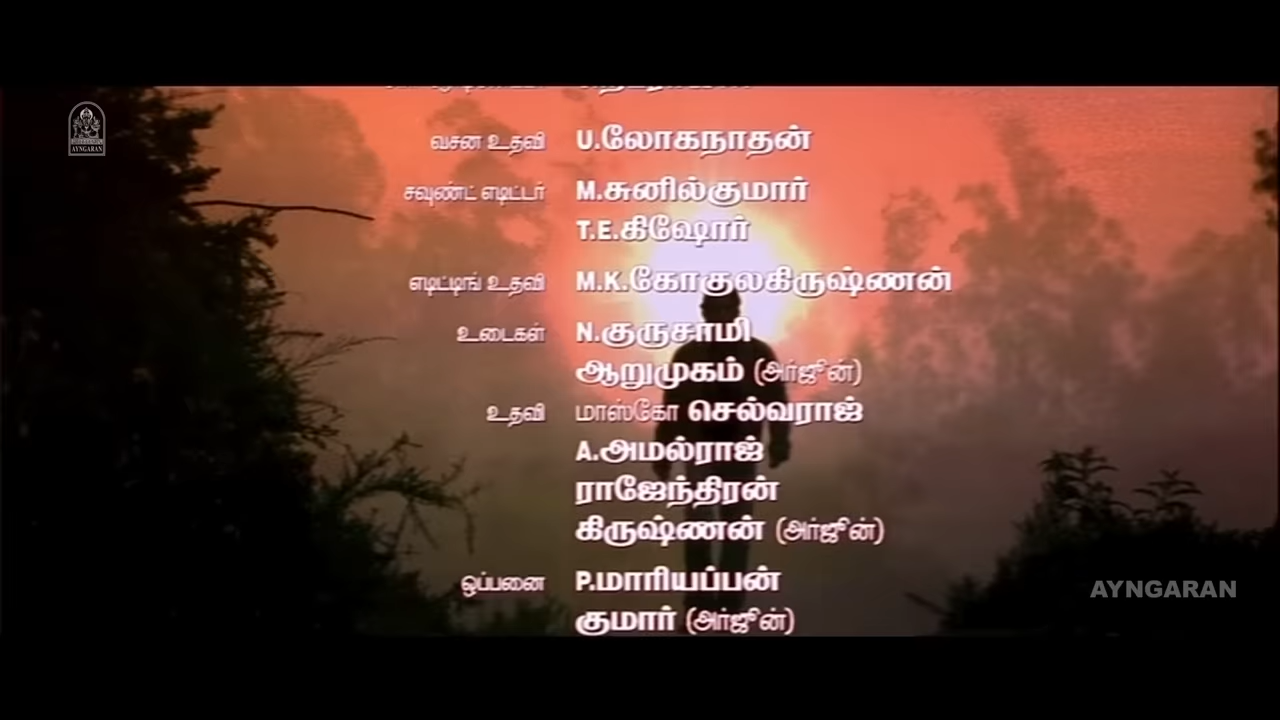 வசன உதவி U.லோகநாதன்
சவுண்ட் எடிட்டர் M.சுனில்குமார்
T.E.கிஷோர்
எடிட்டிங் உதவி M.K.கோகுலகிருஷ்ணன்
உடைகள் N.குருசாமி
ஆறுமுகம் (அர்ஜுன்)
உதவி மாஸ்கோ செல்வராஜ்
A.அமல்ராஜ்
ராஜேந்திரன்
கிருஷ்ணன் (அர்ஜுன்)
ஒப்பனை P.மாரியப்பன்
குமார் (அர்ஜுன்)
AYNGARAN
AYNGARAN